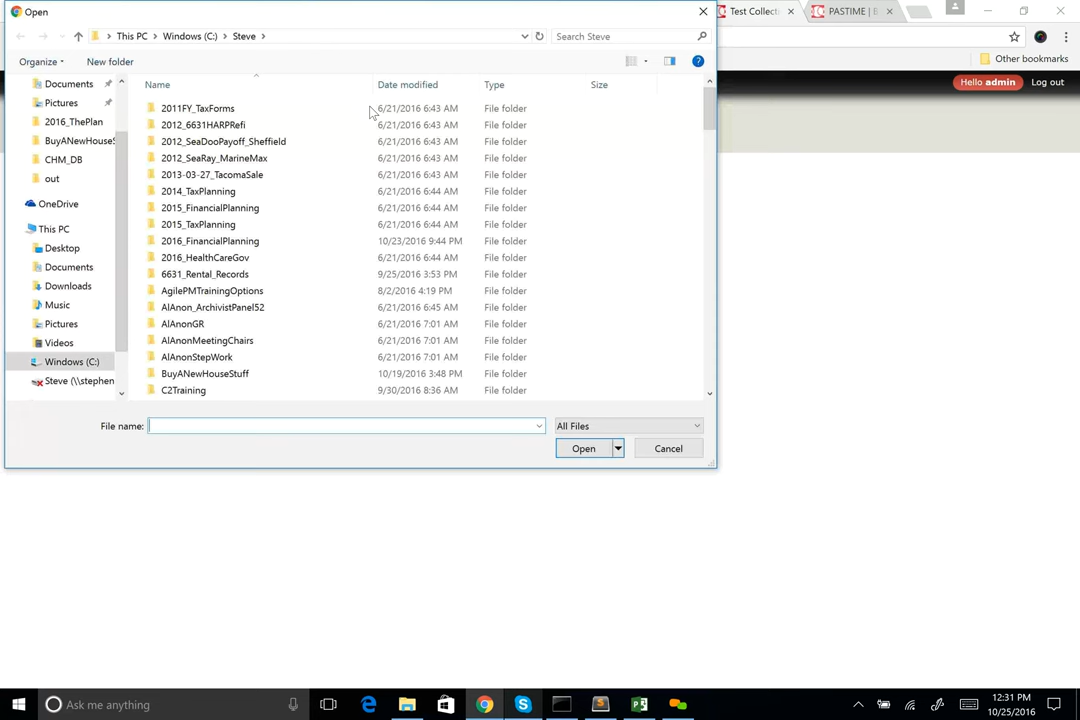 Open
Test Collecti
PASTIME | E
This PC
Windows (C:)
Steve
Search Steve
Organize
New folder
Other bookmarks
Hello admin
Log out
Documents
Pictures
2016_ThePlan
BuyANewHouseS
CHM_DB
out
OneDrive
This PC
Desktop
Documents
Downloads
Music
Pictures
Videos
Windows (C:)
Steve (\\stephen
Name Date modified Type Size
2011FY_TaxForms 6/21/2016 6:43 AM File folder
2012_6631HARPRefi 6/21/2016 6:43 AM File folder
2012_SeaDooPayoff_Sheffield 6/21/2016 6:43 AM File folder
2012_SeaRay_MarineMax 6/21/2016 6:43 AM File folder
2013-03-27_TacomaSale 6/21/2016 6:43 AM File folder
2014_TaxPlanning 6/21/2016 6:44 AM File folder
2015_FinancialPlanning 6/21/2016 6:44 AM File folder
2015_TaxPlanning 6/21/2016 6:44 AM File folder
2016_FinancialPlanning 10/23/2016 9:44 PM File folder
2016_HealthCareGov 6/21/2016 6:44 AM File folder
6631_Rental_Records 9/25/2016 3:53 PM File folder
AgilePMTrainingOptions 8/2/2016 4:19 PM File folder
AlAnon_ArchivistPanel52 6/21/2016 6:45 AM File folder
AlAnonGR 6/21/2016 7:01 AM File folder
AlAnonMeetingChairs 6/21/2016 7:01 AM File folder
AlAnonStepWork 6/21/2016 7:01 AM File folder
BuyANewHouseStuff 10/19/2016 3:48 PM File folder
C2Training 9/30/2016 8:36 AM File folder
File name:
All Files
Open
Cancel
Ask me anything
12:31 PM
10/25/2016